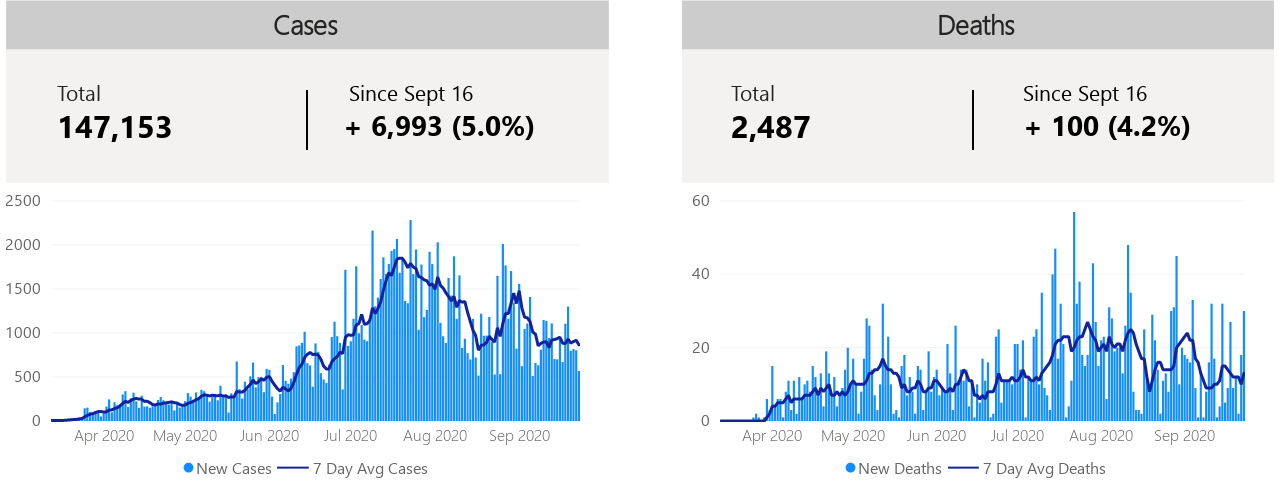 Cases
Total
147,153
Since Sept 16
+ 6,993 (5.0%)
2500
2000
1500
1000
500
0
Apr 2020 May 2020 Jun 2020 Jul 2020 Aug 2020 Sep 2020
New Cases 7 Day Avg Cases
Deaths
Total
2,487
Since Sept 16
+ 100 (4.2%)
60
40
20
0
Apr 2020 May 2020 Jun 2020 Jul 2020 Aug 2020 Sep 2020
New Deaths 7 Day Avg Deaths